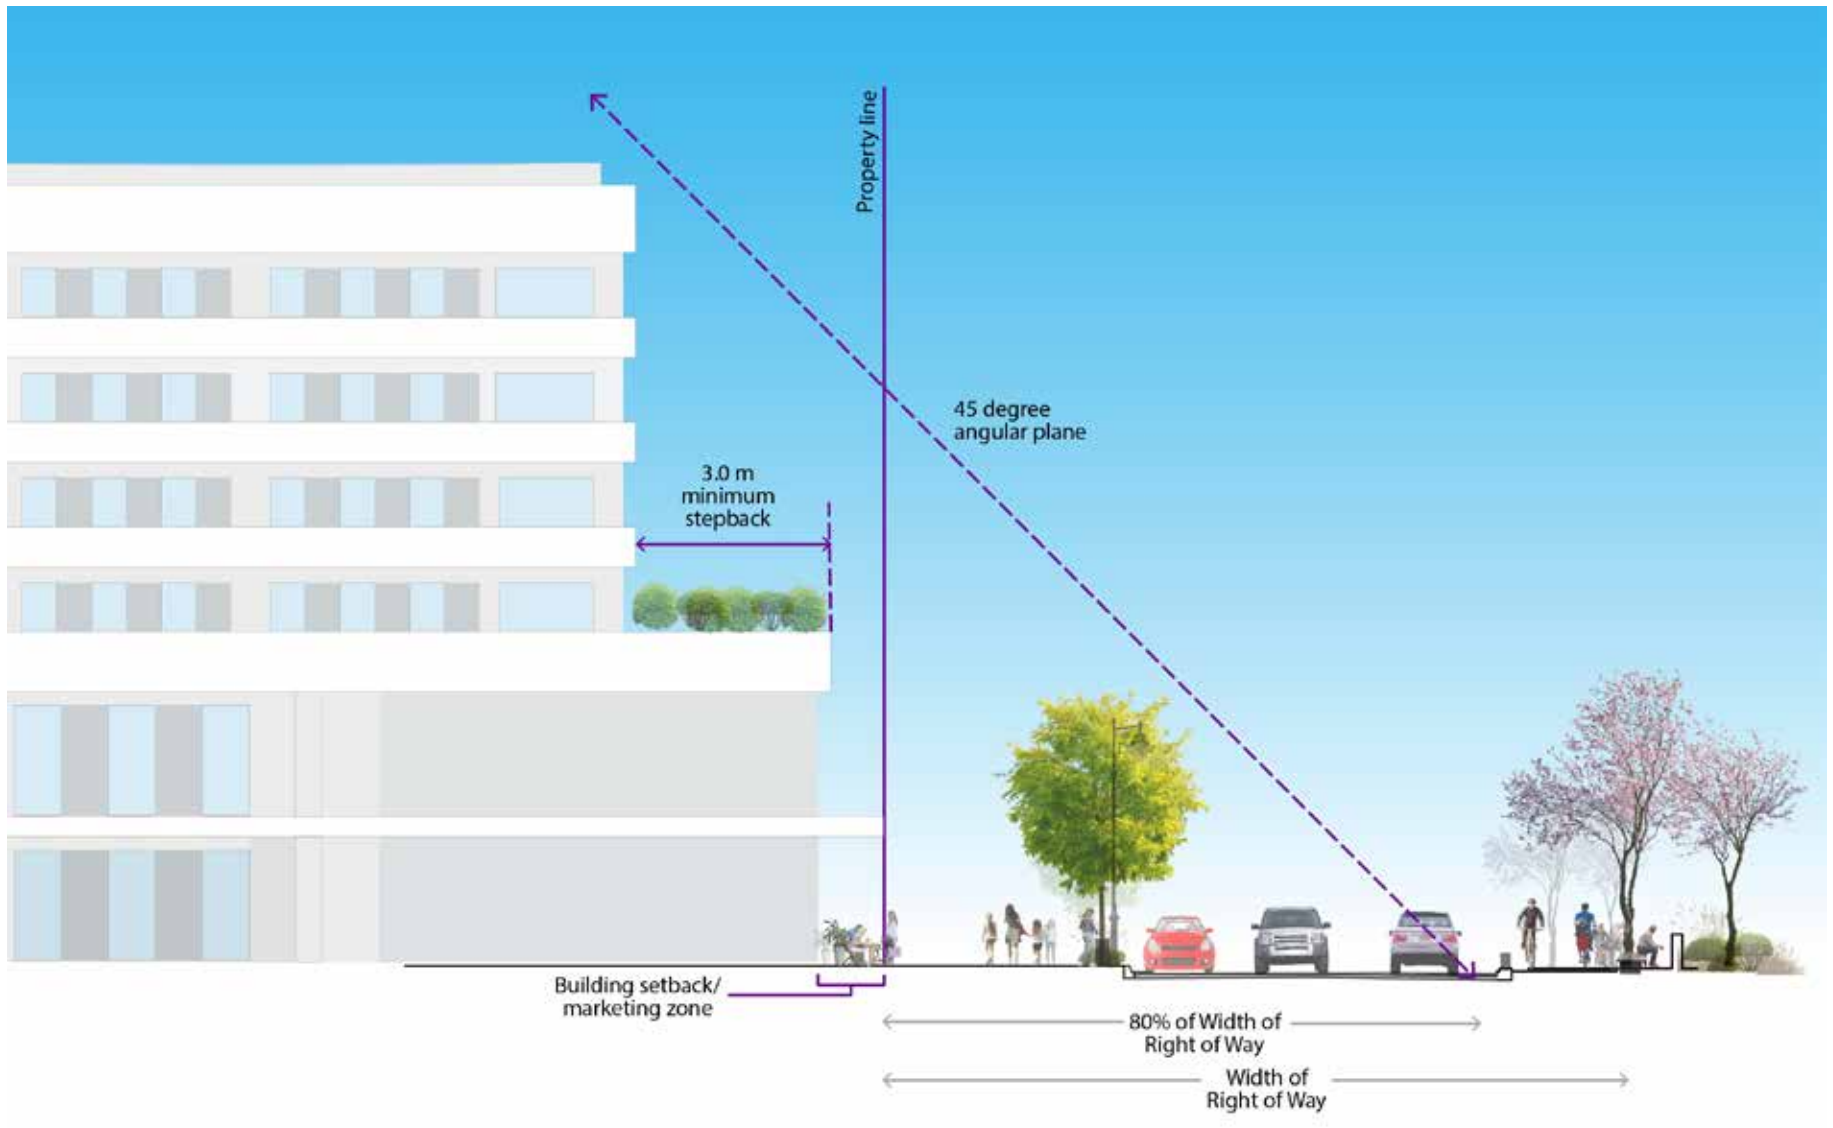 Property line
45 degree
angular plane
3.0 m
minimum
stepback
Building setback/
marketing zone
80% of Width of
Right of Way
Width of
Right of Way